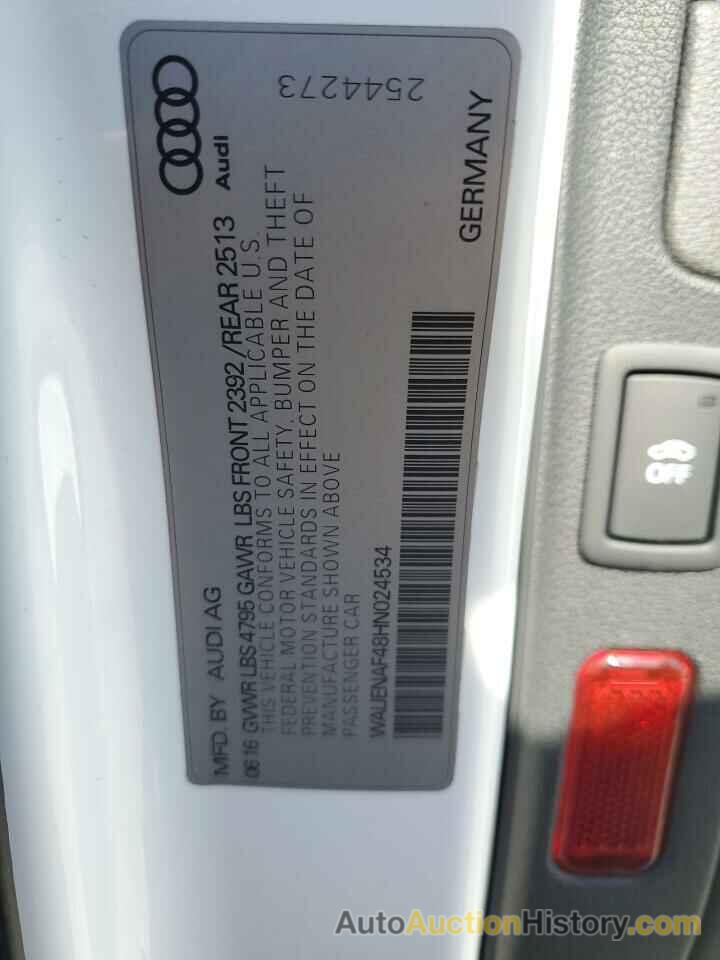 Audi
2544273
MFD. BY AUDI AG
06 16 GVWR LBS 4795 GAWR LBS FRONT 2392 /REAR 2513
THIS VEHICLE CONFORMS TO ALL APPLICABLE U.S.
FEDERAL MOTOR VEHICLE SAFETY, BUMPER AND THEFT
PREVENTION STANDARDS IN EFFECT ON THE DATE OF
MANUFACTURE SHOWN ABOVE
PASSENGER CAR
WAUENAF48HN024534
GERMANY
OFF
AutoAuctionHistory.com